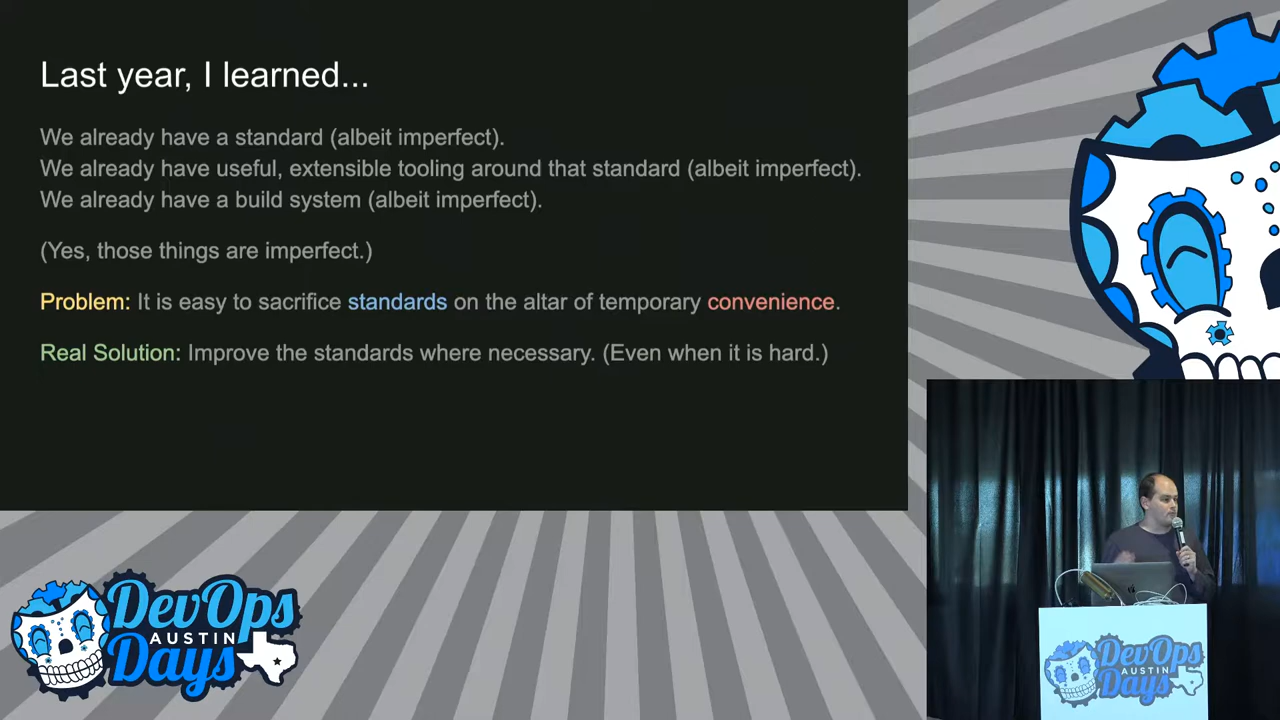 Last year, I learned...
We already have a standard (albeit imperfect).
We already have useful, extensible tooling around that standard (albeit imperfect).
We already have a build system (albeit imperfect).
(Yes, those things are imperfect.)
Problem: It is easy to sacrifice standards on the altar of temporary convenience.
Real Solution: Improve the standards where necessary. (Even when it is hard.)
DevOps
AUSTIN
Days
DevOps
AUSTIN
Days